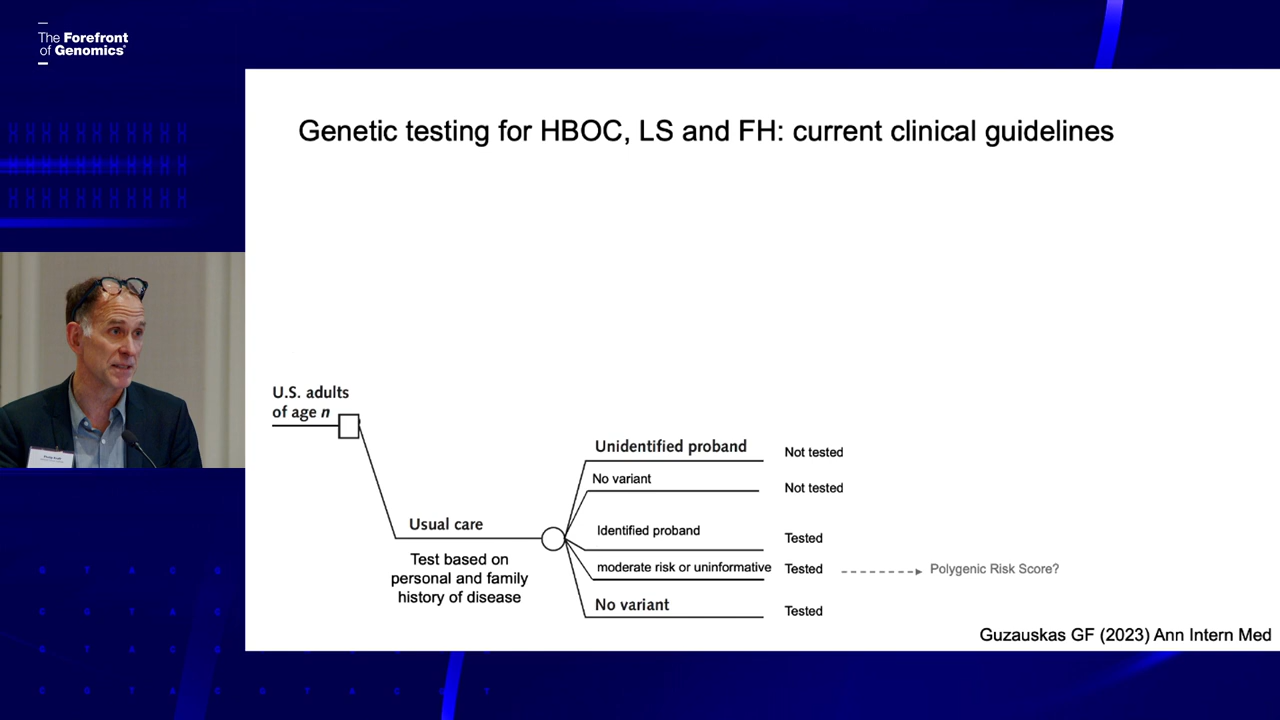 The Forefront
of Genomics®
Genetic testing for HBOC, LS and FH: current clinical guidelines
U.S. adults
of age n
Unidentified proband
Not tested
No variant
Not tested
Usual care
Identified proband
Tested
Test based on
personal and family
history of disease
moderate risk or uninformative
Tested
Polygenic Risk Score?
No variant
Tested
Guzauskas GF (2023) Ann Intern Med